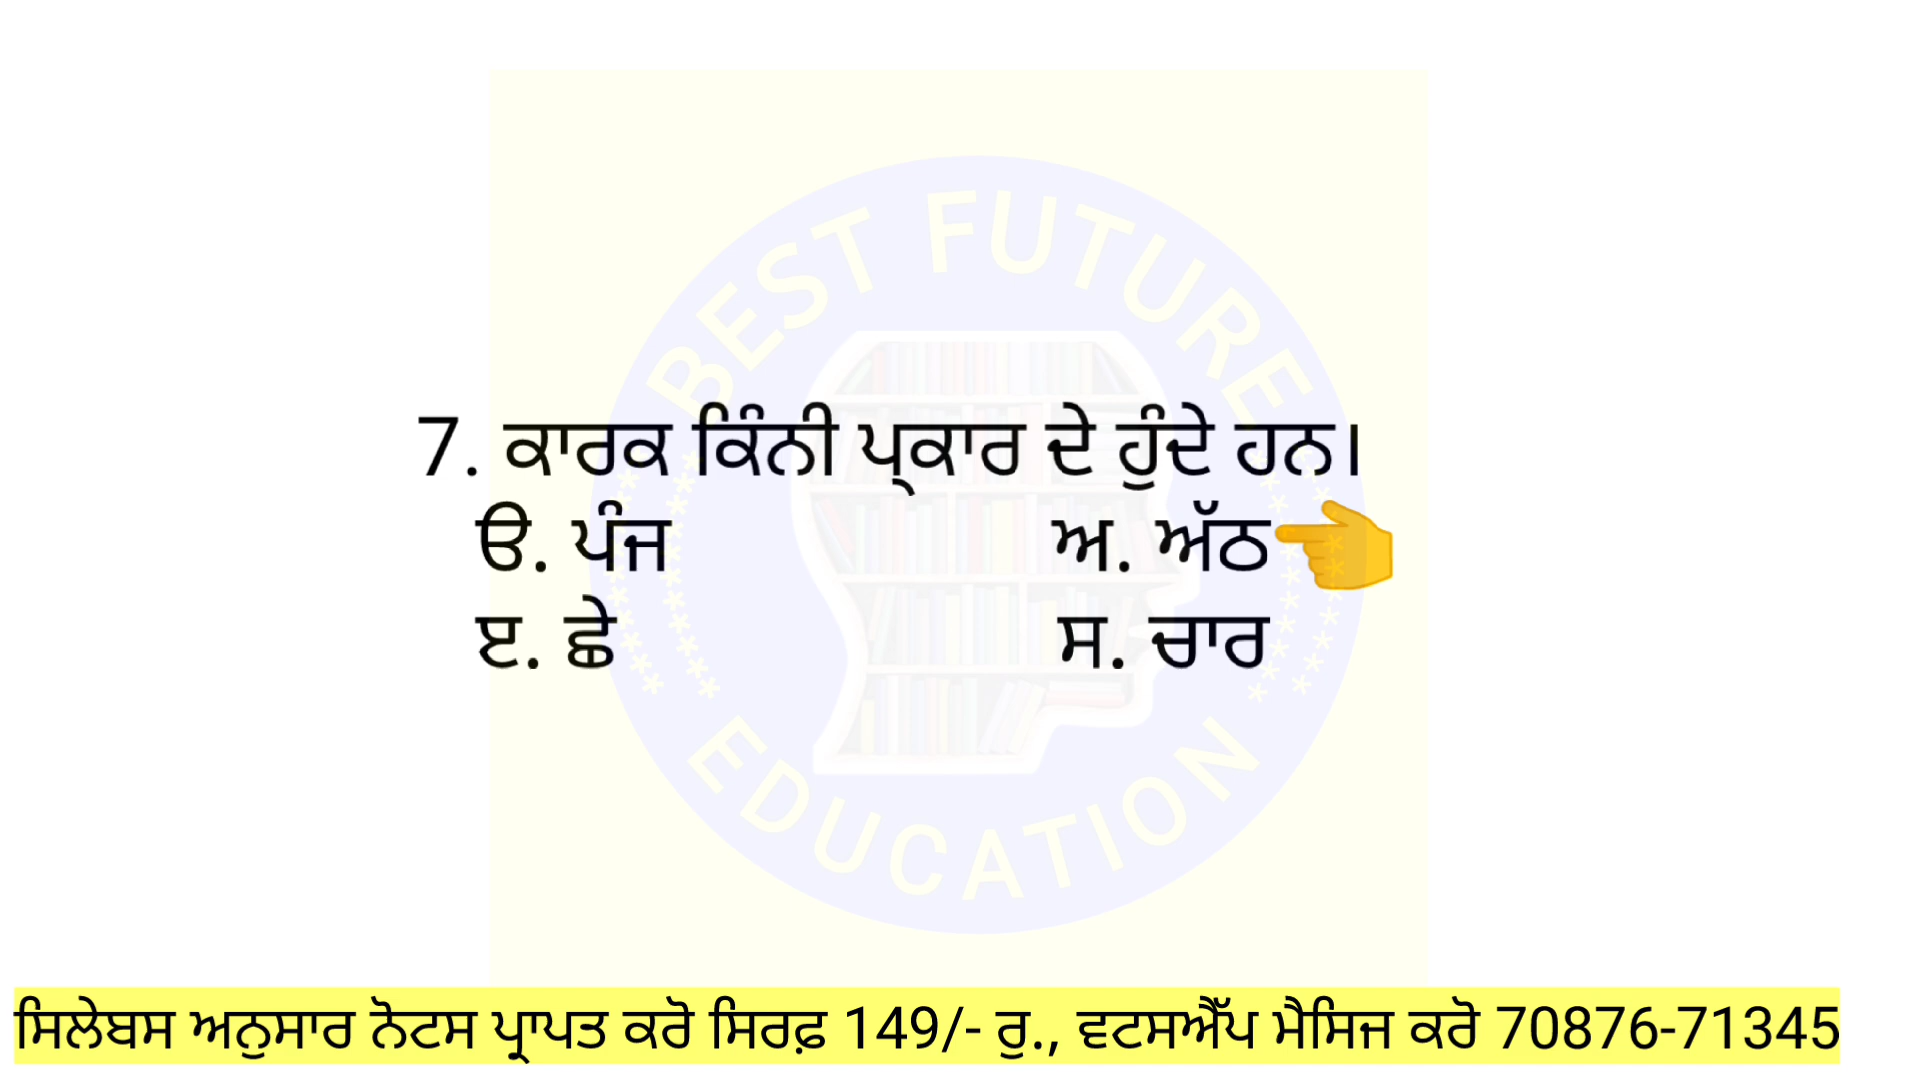 BEST FUTURE
7. ਕਾਰਕ ਕਿੰਨੀ ਪ੍ਰਕਾਰ ਦੇ ਹੁੰਦੇ ਹਨ।
ੳ. ਪੰਜ ਅ. ਅੱਠ
ੲ. ਛੇ ਸ. ਚਾਰ
EDUCATION
ਸਿਲੇਬਸ ਅਨੁਸਾਰ ਨੋਟਸ ਪ੍ਰਾਪਤ ਕਰੋ ਸਿਰਫ਼ 149/- ਰੁ., ਵਟਸਐੱਪ ਮੈਸਿਜ ਕਰੋ 70876-71345